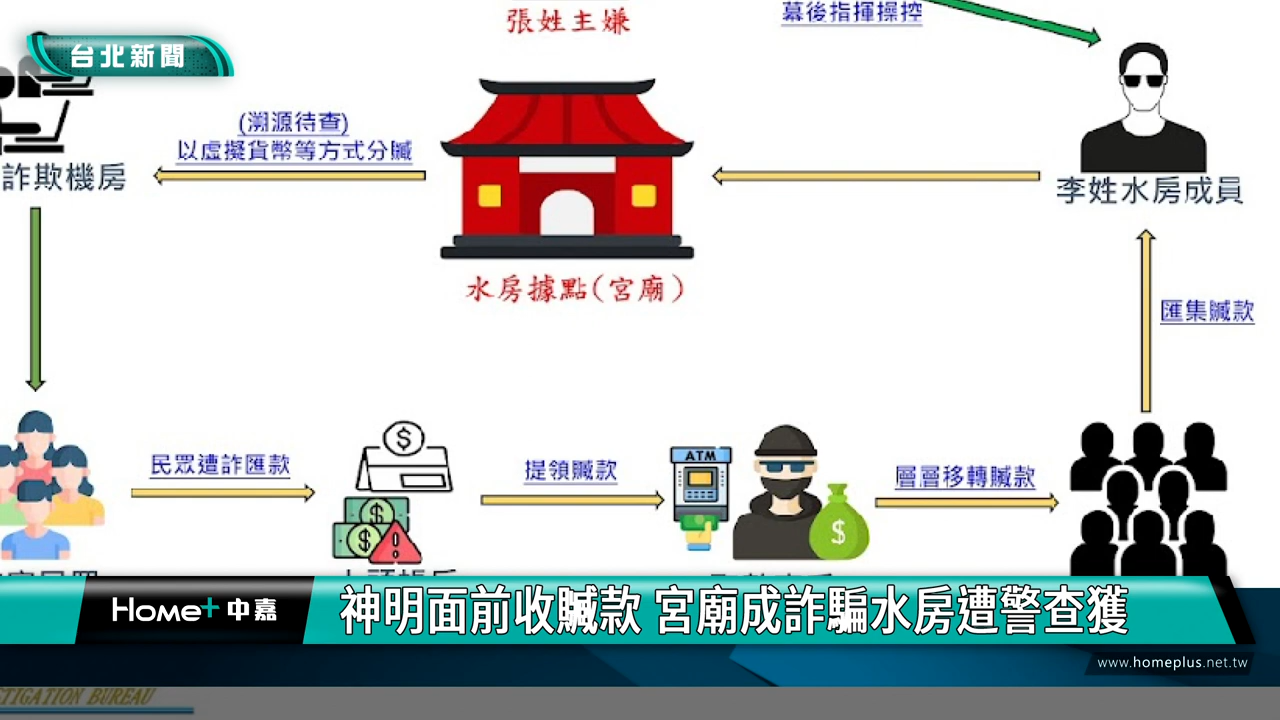 台北新聞
張姓主嫌
幕後指揮操控
(溯源待查)
以虛擬貨幣等方式分贓
詐欺機房
李姓水房成員
水房據點(宮廟)
匯集贓款
民眾遭詐匯款
提領贓款
ATM
層層移轉贓款
Home+中嘉
神明面前收贓款 宮廟成詐騙水房遭警查獲
www.homeplus.net.tw
TIGATION BUREAU